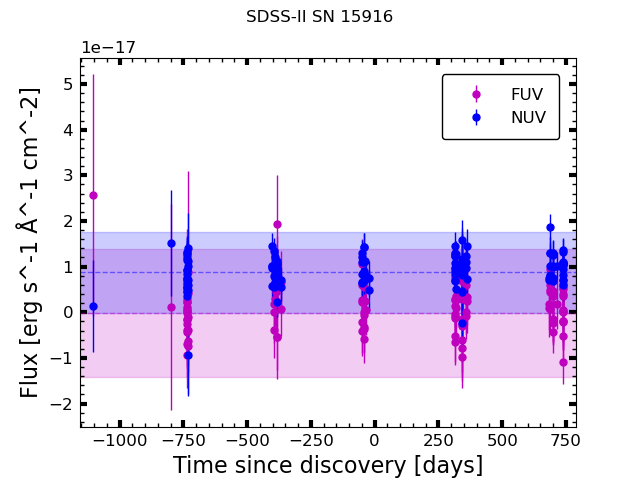 SDSS-II SN 15916
1e−17
FUV
NUV
5
4
3
2
1
0
−1
−2
Flux [erg s^-1 Å^-1 cm^-2]
−1000 −750 −500 −250 0 250 500 750
Time since discovery [days]